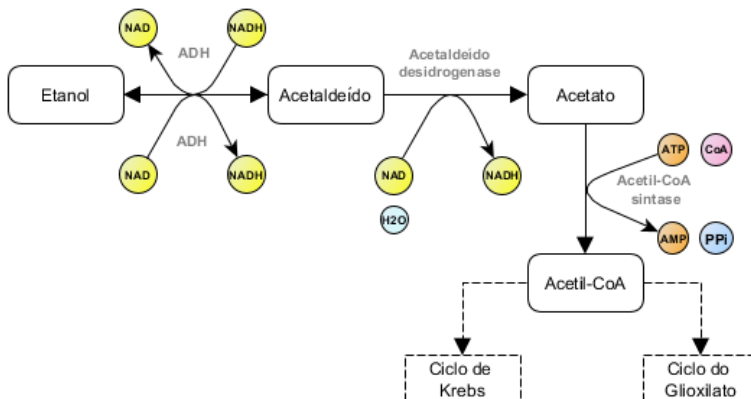 NAD
NADH
ADH
Etanol
Acetaldeído
Acetaldeído
desidrogenase
Acetato
ADH
NAD
NADH
NAD
NADH
H2O
ATP
CoA
Acetil-CoA
sintase
AMP
PPi
Acetil-CoA
Ciclo de
Krebs
Ciclo do
Glioxilato